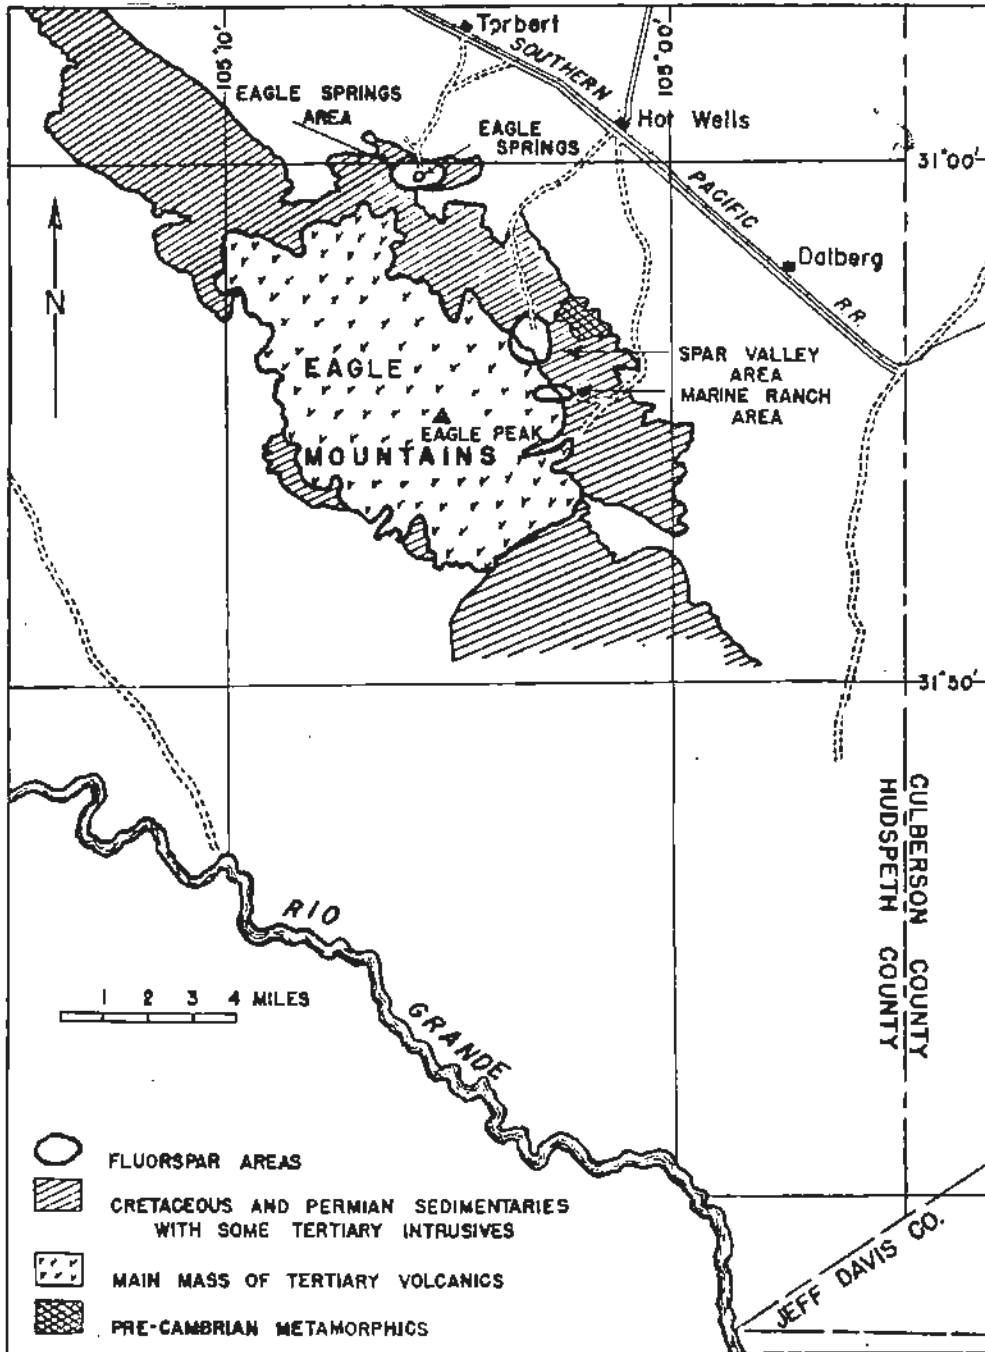 Torbert
SOUTHERN
105°10'
105°00'
EAGLE SPRINGS
AREA
EAGLE
SPRINGS
Hot Wells
31°00'
PACIFIC
Dalberg
R.R.
N
EAGLE
SPAR VALLEY
AREA
MARINE RANCH
AREA
EAGLE PEAK
MOUNTAINS
31°50'
CULBERSON COUNTY
HUDSPETH COUNTY
RIO
GRANDE
1 2 3 4 MILES
FLUORSPAR AREAS
CRETACEOUS AND PERMIAN SEDIMENTARIES
WITH SOME TERTIARY INTRUSIVES
MAIN MASS OF TERTIARY VOLCANICS
PRE-CAMBRIAN METAMORPHICS
JEFF DAVIS CO.